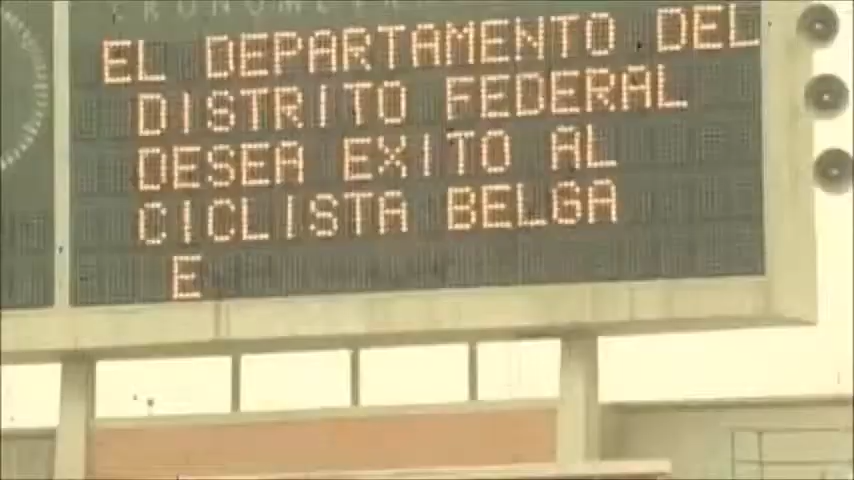 EL DEPARTAMENTO DEL
DISTRITO FEDERAL
DESEA EXITO AL
CICLISTA BELGA
E